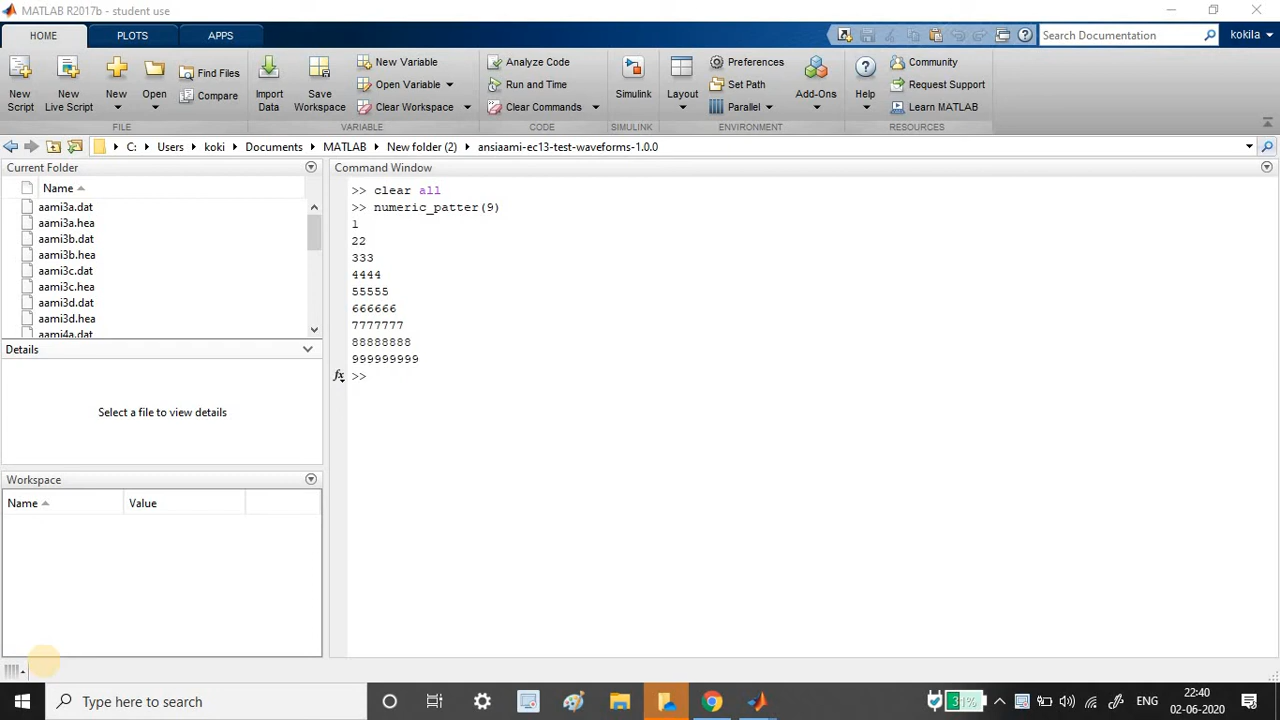 MATLAB R2017b - student use
HOME PLOTS APPS
Search Documentation
kokila
New Script
New Live Script
New
Open
Find Files
Compare
Import Data
Save Workspace
New Variable
Open Variable
Clear Workspace
Analyze Code
Run and Time
Clear Commands
Simulink
Layout
Preferences
Set Path
Parallel
Add-Ons
Help
Community
Request Support
Learn MATLAB
FILE VARIABLE CODE SIMULINK ENVIRONMENT RESOURCES
C: Users koki Documents MATLAB New folder (2) ansiaami-ec13-test-waveforms-1.0.0
Current Folder
Name
aami3a.dat
aami3a.hea
aami3b.dat
aami3b.hea
aami3c.dat
aami3c.hea
aami3d.dat
aami3d.hea
aami4a.dat
Details
Select a file to view details
Workspace
Name Value
Command Window
>> clear all
>> numeric_patter(9)
1
22
333
4444
55555
666666
7777777
88888888
999999999
fx >>
Type here to search
31%
ENG
22:40
02-06-2020